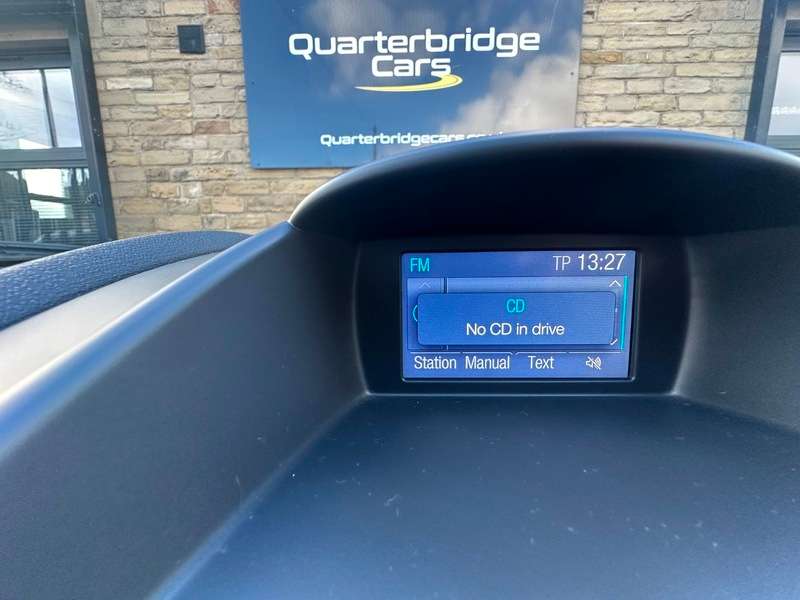 Quarterbridge
Cars
FM TP 13:27
CD
No CD in drive
Station Manual Text